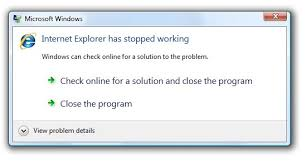 Microsoft Windows
Internet Explorer has stopped working
Windows can check online for a solution to the problem.
Check online for a solution and close the program
Close the program
View problem details